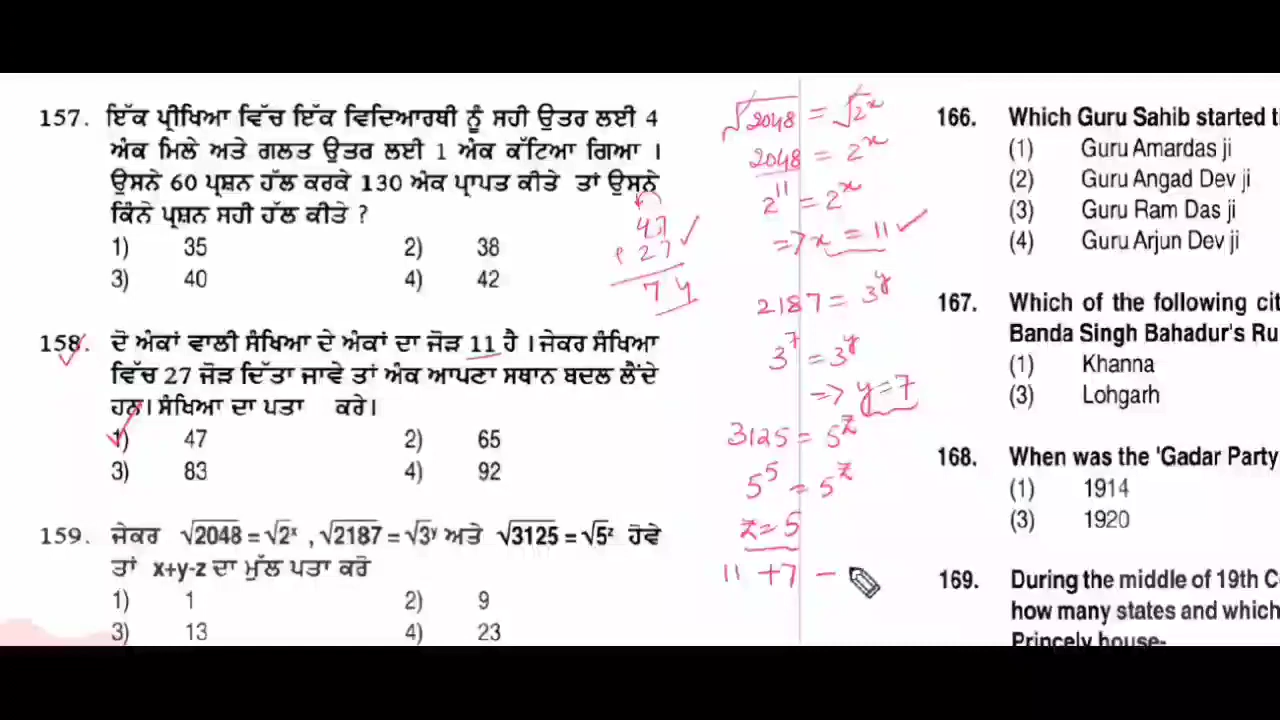 157. ਇੱਕ ਪ੍ਰੀਖਿਆ ਵਿੱਚ ਇੱਕ ਵਿਦਿਆਰਥੀ ਨੂੰ ਸਹੀ ਉਤਰ ਲਈ 4
ਅੰਕ ਮਿਲੇ ਅਤੇ ਗਲਤ ਉਤਰ ਲਈ 1 ਅੰਕ ਕੱਟਿਆ ਗਿਆ ।
ਉਸਨੇ 60 ਪ੍ਰਸ਼ਨ ਹੱਲ ਕਰਕੇ 130 ਅੰਕ ਪ੍ਰਾਪਤ ਕੀਤੇ ਤਾਂ ਉਸਨੇ
ਕਿੰਨੇ ਪ੍ਰਸ਼ਨ ਸਹੀ ਹੱਲ ਕੀਤੇ ?
1) 35 2) 38
3) 40 4) 42
47
+ 27
74
158. ਦੋ ਅੰਕਾਂ ਵਾਲੀ ਸੰਖਿਆ ਦੇ ਅੰਕਾਂ ਦਾ ਜੋੜ 11 ਹੈ । ਜੇਕਰ ਸੰਖਿਆ
ਵਿੱਚ 27 ਜੋੜ ਦਿੱਤਾ ਜਾਵੇ ਤਾਂ ਅੰਕ ਆਪਣਾ ਸਥਾਨ ਬਦਲ ਲੈਂਦੇ
ਹਨ। ਸੰਖਿਆ ਦਾ ਪਤਾ ਕਰੋ।
1) 47 2) 65
3) 83 4) 92
159. ਜੇਕਰ √2048 = √2ˣ , √2187 = √3ʸ ਅਤੇ √3125 = √5ᶻ ਹੋਵੇ
ਤਾਂ x+y-z ਦਾ ਮੁੱਲ ਪਤਾ ਕਰੋ
1) 1 2) 9
3) 13 4) 23
√2048 = √2ˣ
2048 = 2ˣ
2¹¹ = 2ˣ
=> x = 11
2187 = 3ʸ
3⁷ = 3ʸ
=> y = 7
3125 = 5ᶻ
5⁵ = 5ᶻ
z = 5
11 + 7 −
166. Which Guru Sahib started t
(1) Guru Amardas ji
(2) Guru Angad Dev ji
(3) Guru Ram Das ji
(4) Guru Arjun Dev ji
167. Which of the following cit
Banda Singh Bahadur's Ru
(1) Khanna
(3) Lohgarh
168. When was the 'Gadar Party
(1) 1914
(3) 1920
169. During the middle of 19th C
how many states and which
Princely house-